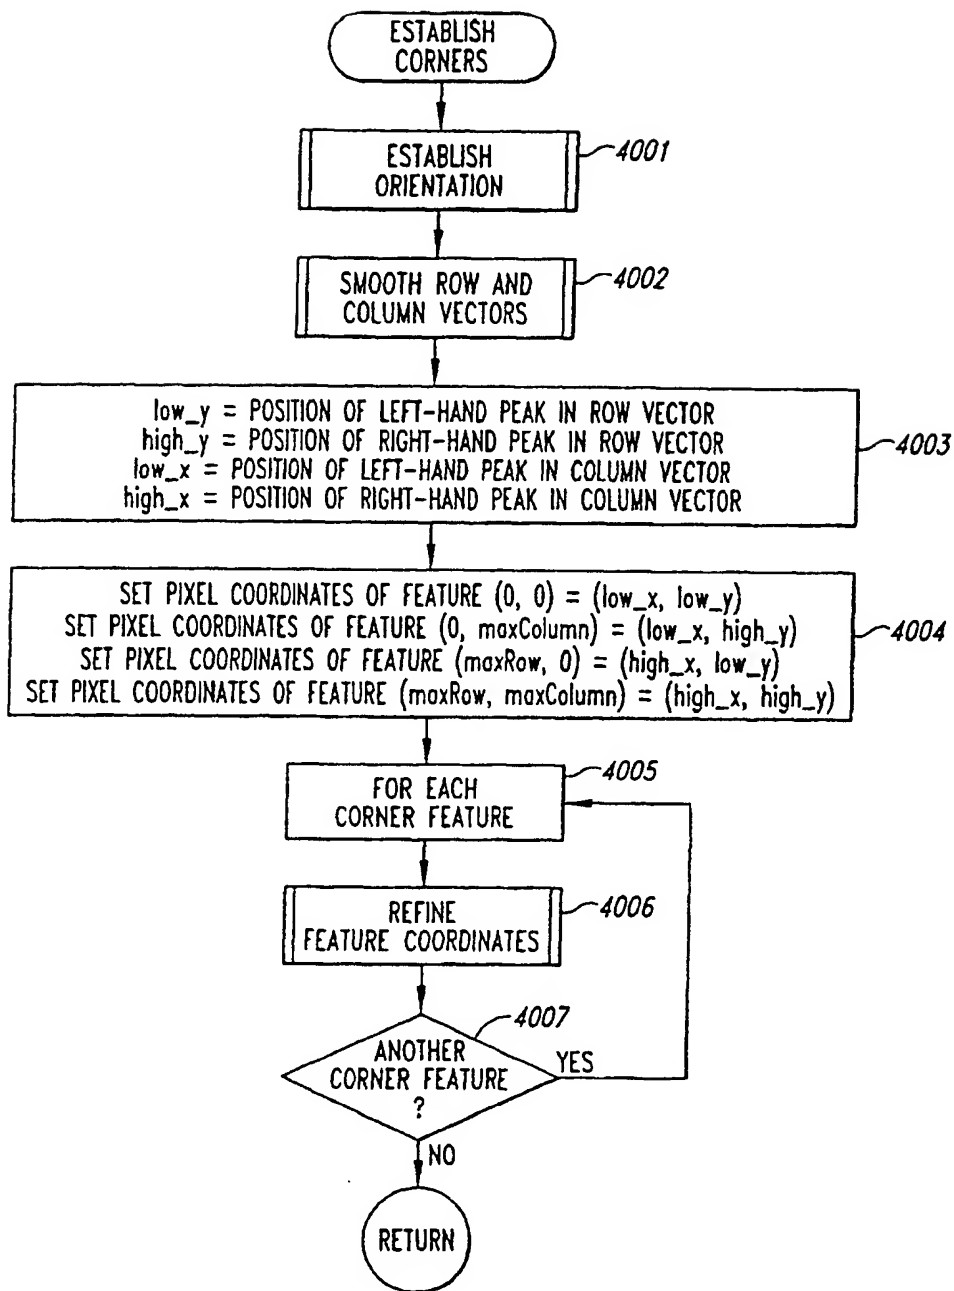 ESTABLISH
CORNERS
ESTABLISH
ORIENTATION
4001
SMOOTH ROW AND
COLUMN VECTORS
4002
low_y = POSITION OF LEFT-HAND PEAK IN ROW VECTOR
high_y = POSITION OF RIGHT-HAND PEAK IN ROW VECTOR
low_x = POSITION OF LEFT-HAND PEAK IN COLUMN VECTOR
high_x = POSITION OF RIGHT-HAND PEAK IN COLUMN VECTOR
4003
SET PIXEL COORDINATES OF FEATURE (0, 0) = (low_x, low_y)
SET PIXEL COORDINATES OF FEATURE (0, maxColumn) = (low_x, high_y)
SET PIXEL COORDINATES OF FEATURE (maxRow, 0) = (high_x, low_y)
SET PIXEL COORDINATES OF FEATURE (maxRow, maxColumn) = (high_x, high_y)
4004
FOR EACH
CORNER FEATURE
4005
REFINE
FEATURE COORDINATES
4006
ANOTHER
CORNER FEATURE
?
4007
YES
NO
RETURN